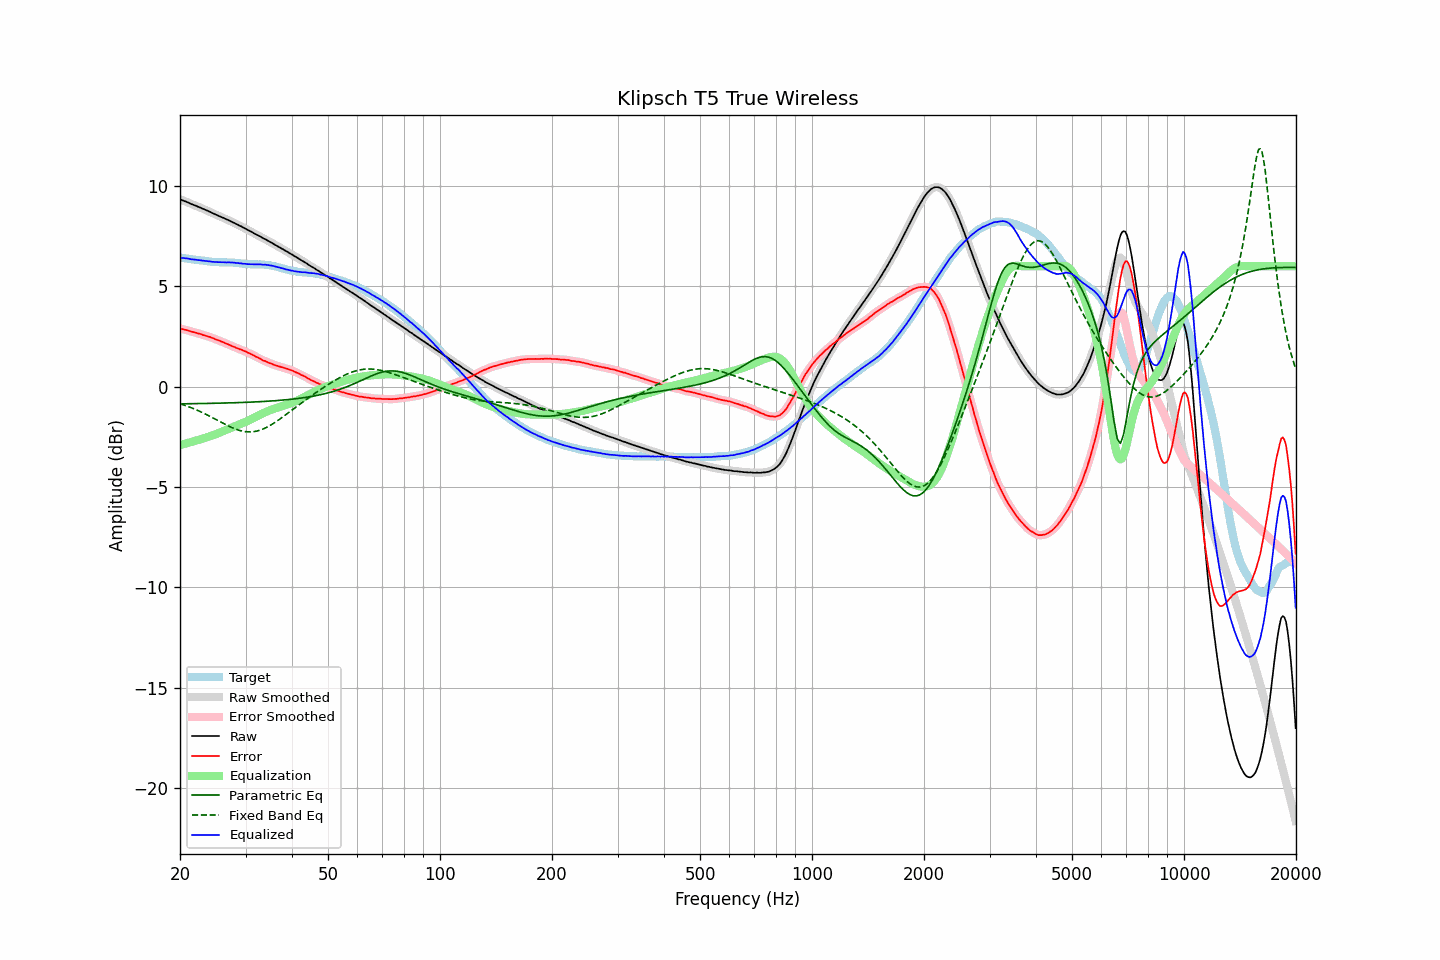 Klipsch T5 True Wireless
10
5
0
−5
−10
−15
−20
Amplitude (dBr)
Target
Raw Smoothed
Error Smoothed
Raw
Error
Equalization
Parametric Eq
Fixed Band Eq
Equalized
20 50 100 200 500 1000 2000 5000 10000 20000
Frequency (Hz)